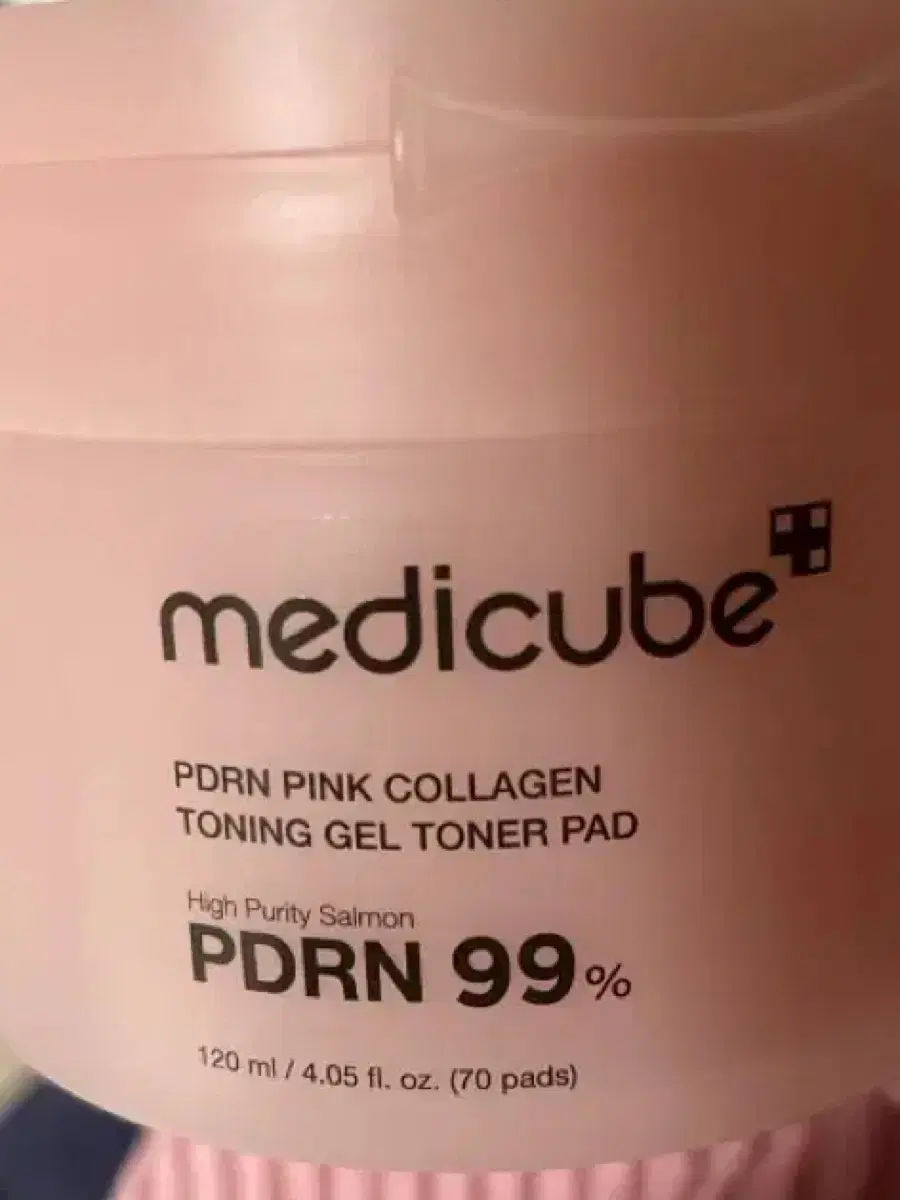 medicube
PDRN PINK COLLAGEN
TONING GEL TONER PAD
High Purity Salmon
PDRN 99%
120 ml / 4.05 fl. oz. (70 pads)